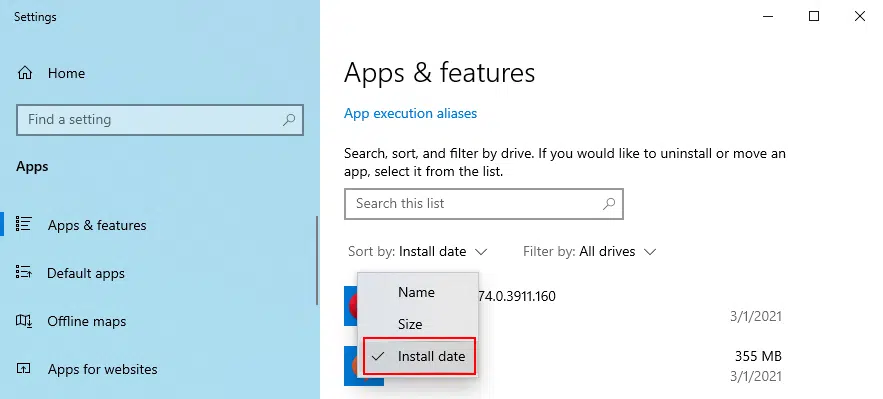 Settings
Home
Find a setting
Apps
Apps & features
Default apps
Offline maps
Apps for websites
Apps & features
App execution aliases
Search, sort, and filter by drive. If you would like to uninstall or move an
app, select it from the list.
Search this list
Sort by: Install date
Filter by: All drives
Name
Size
Install date
74.0.3911.160
3/1/2021
355 MB
3/1/2021